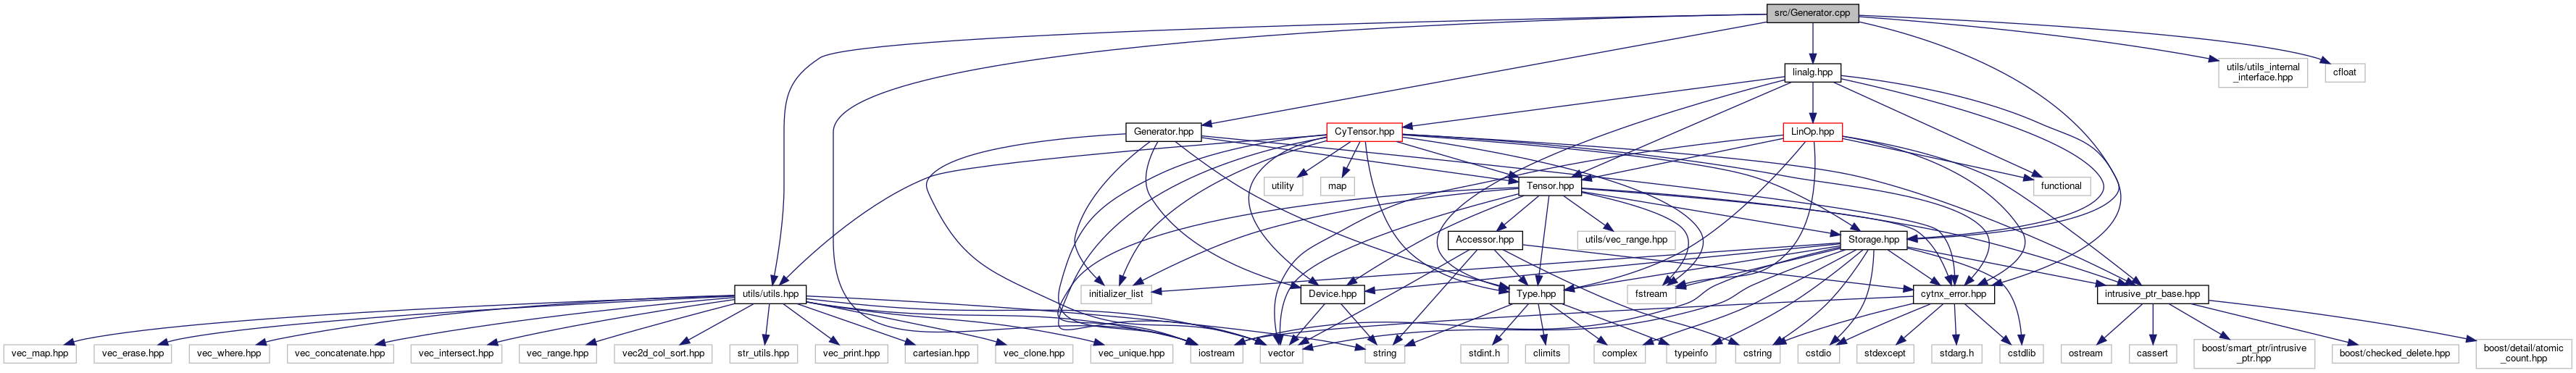 src/Generator.cpp
linalg.hpp
utils/utils_internal
_interface.hpp
cfloat
Generator.hpp
CyTensor.hpp
LinOp.hpp
utility
map
Tensor.hpp
functional
Accessor.hpp
utils/vec_range.hpp
Storage.hpp
utils/utils.hpp
initializer_list
Device.hpp
Type.hpp
fstream
cytnx_error.hpp
intrusive_ptr_base.hpp
vec_map.hpp
vec_erase.hpp
vec_where.hpp
vec_concatenate.hpp
vec_intersect.hpp
vec_range.hpp
vec2d_col_sort.hpp
str_utils.hpp
vec_print.hpp
cartesian.hpp
vec_clone.hpp
vec_unique.hpp
iostream
vector
string
stdint.h
climits
complex
typeinfo
cstring
cstdio
stdexcept
stdarg.h
cstdlib
ostream
cassert
boost/smart_ptr/intrusive
_ptr.hpp
boost/checked_delete.hpp
boost/detail/atomic
_count.hpp